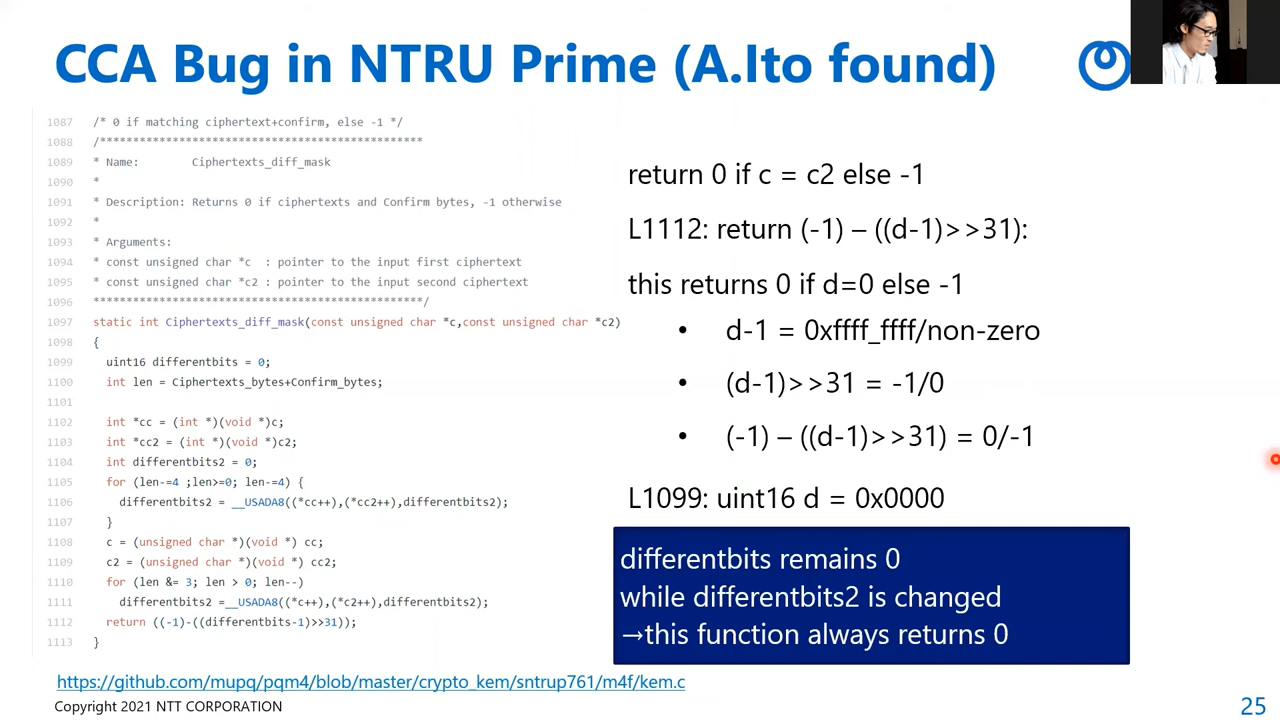 CCA Bug in NTRU Prime (A.Ito found)
1087 /* 0 if matching ciphertext+confirm, else -1 */
1088 /*************************************************
1089 * Name: Ciphertexts_diff_mask
1090 *
1091 * Description: Returns 0 if ciphertexts and Confirm bytes, -1 otherwise
1092 *
1093 * Arguments:
1094 * const unsigned char *c : pointer to the input first ciphertext
1095 * const unsigned char *c2 : pointer to the input second ciphertext
1096 **************************************************/
1097 static int Ciphertexts_diff_mask(const unsigned char *c,const unsigned char *c2)
1098 {
1099 uint16 differentbits = 0;
1100 int len = Ciphertexts_bytes+Confirm_bytes;
1101
1102 int *cc = (int *)(void *)c;
1103 int *cc2 = (int *)(void *)c2;
1104 int differentbits2 = 0;
1105 for (len-=4 ;len>=0; len-=4) {
1106 differentbits2 = __USADA8((*cc++),(*cc2++),differentbits2);
1107 }
1108 c = (unsigned char *)(void *) cc;
1109 c2 = (unsigned char *)(void *) cc2;
1110 for (len &= 3; len > 0; len--)
1111 differentbits2 =__USADA8((*c++),(*c2++),differentbits2);
1112 return ((-1)-((differentbits-1)>>31));
1113 }
return 0 if c = c2 else -1
L1112: return (-1) – ((d-1)>>31):
this returns 0 if d=0 else -1
• d-1 = 0xffff_ffff/non-zero
• (d-1)>>31 = -1/0
• (-1) – ((d-1)>>31) = 0/-1
L1099: uint16 d = 0x0000
differentbits remains 0
while differentbits2 is changed
→this function always returns 0
https://github.com/mupq/pqm4/blob/master/crypto_kem/sntrup761/m4f/kem.c
Copyright 2021 NTT CORPORATION
25